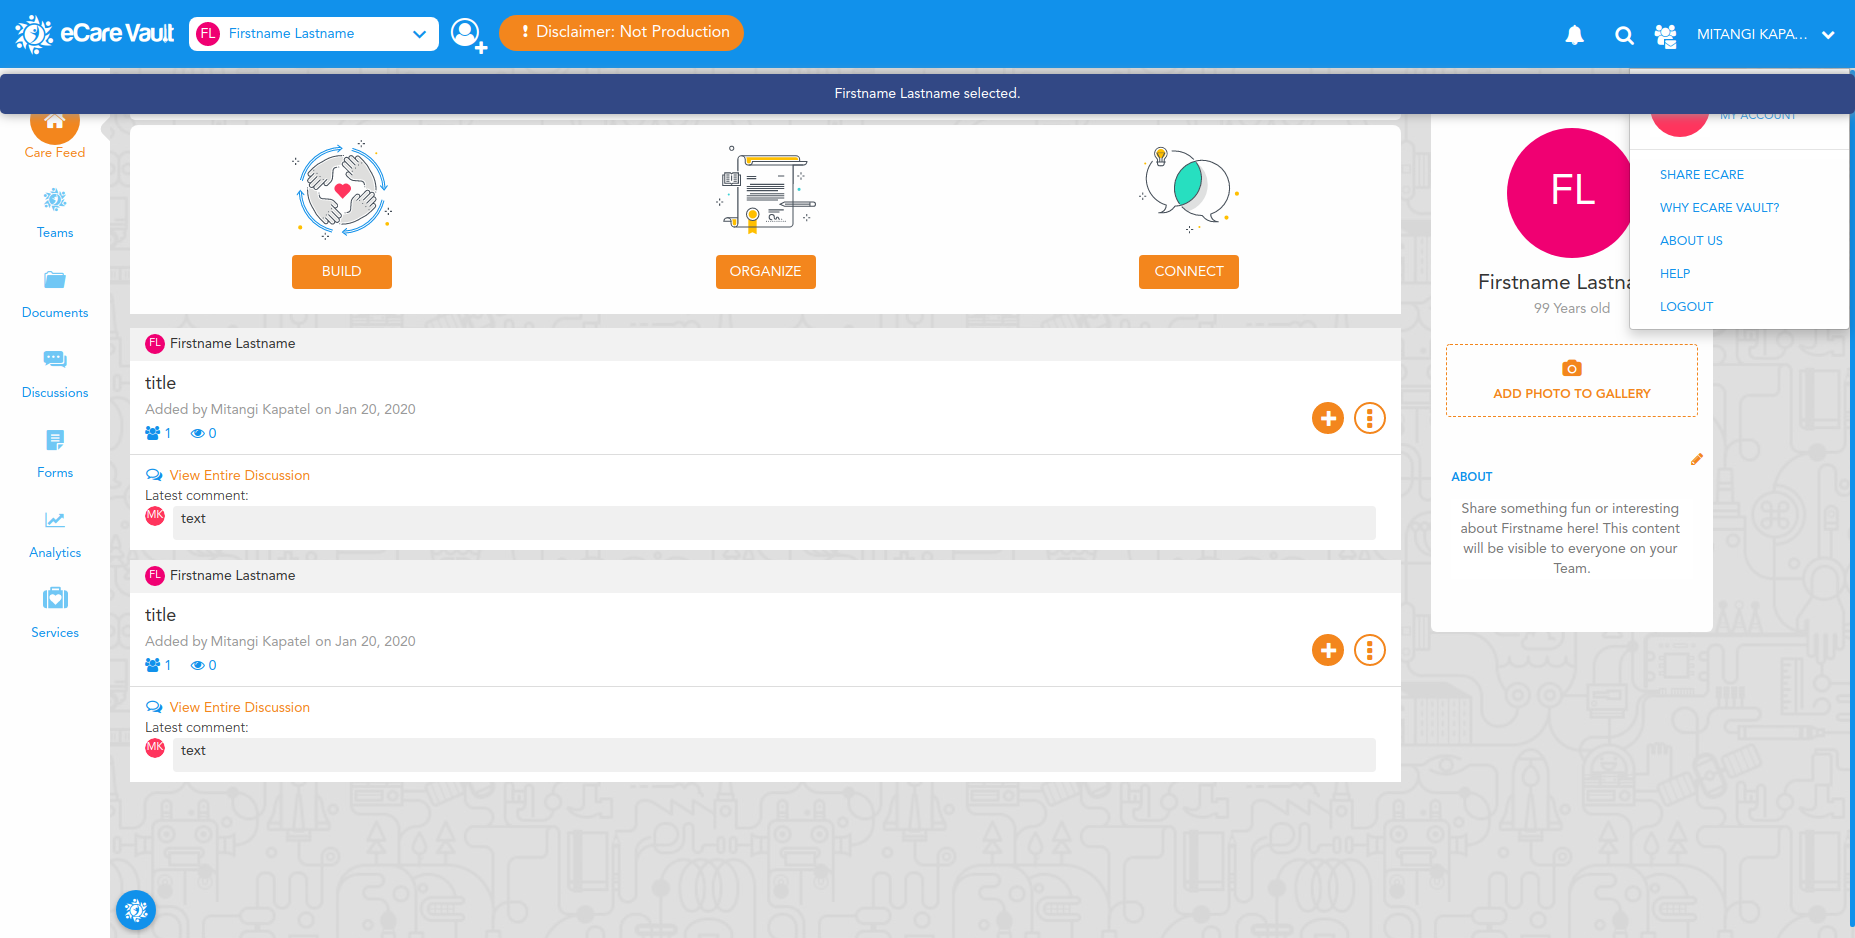 eCare Vault
FL Firstname Lastname
! Disclaimer: Not Production
MITANGI KAPA...
Firstname Lastname selected.
MY ACCOUNT
SHARE ECARE
WHY ECARE VAULT?
ABOUT US
HELP
LOGOUT
Care Feed
Teams
Documents
Discussions
Forms
Analytics
Services
BUILD
ORGANIZE
CONNECT
FL Firstname Lastname
title
Added by Mitangi Kapatel on Jan 20, 2020
1 0
View Entire Discussion
Latest comment:
MK text
FL Firstname Lastname
title
Added by Mitangi Kapatel on Jan 20, 2020
1 0
View Entire Discussion
Latest comment:
MK text
FL
Firstname Lastna
99 Years old
ADD PHOTO TO GALLERY
ABOUT
Share something fun or interesting
about Firstname here! This content
will be visible to everyone on your
Team.